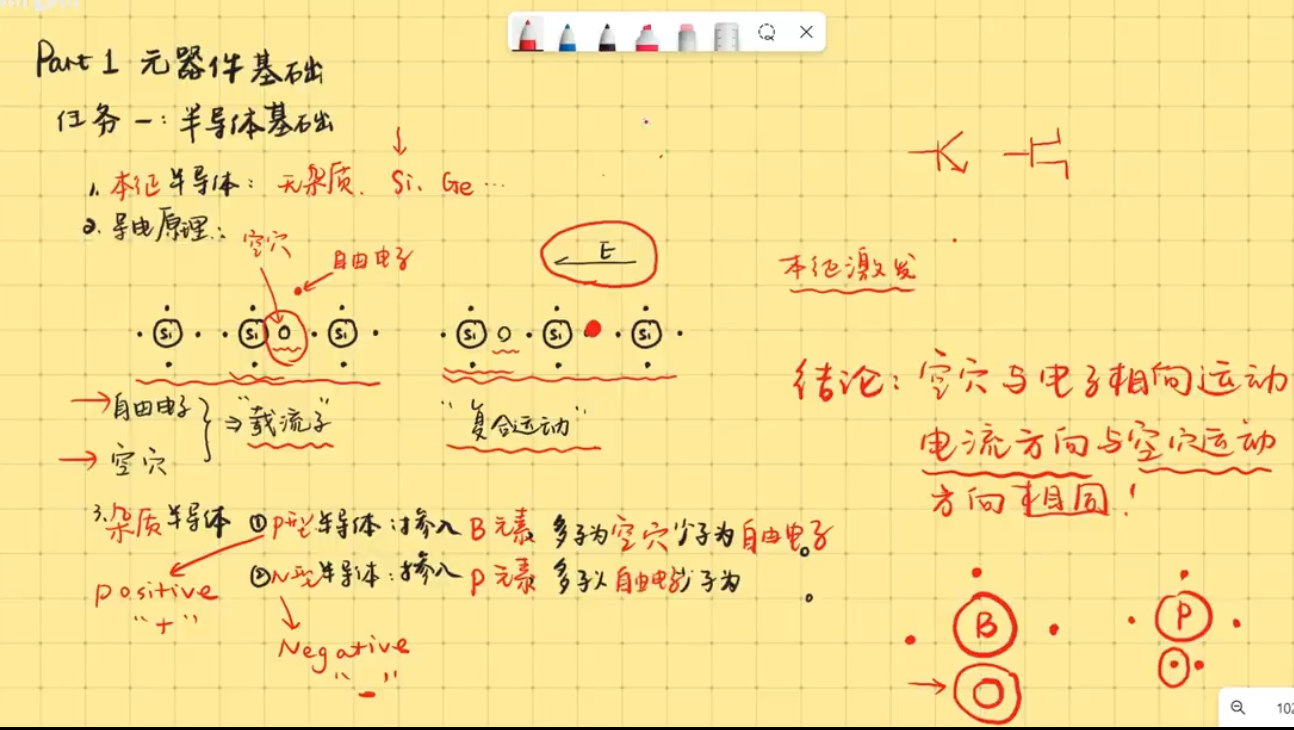 Part 1 元器件基础
任务一：半导体基础
1. 本征半导体：无杂质、Si、Ge ...
2. 导电原理：
空穴
自由电子
E
本征激发
Si Si Si Si Si Si
自由电子
空穴
⇒"载流子"
"复合运动"
结论：空穴与电子相向运动
电流方向与空穴运动
方向相同！
3. 杂质半导体 ① P型半导体：掺入 B 元素 多子为空穴 少子为自由电子。
② N型半导体：掺入 P 元素 多子以自由电子少子为。
positive
"+"
Negative
"-"
B
P
102